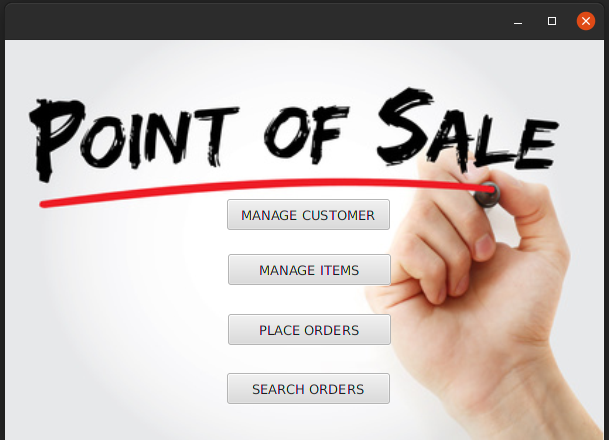 POINT OF SALE
MANAGE CUSTOMER
MANAGE ITEMS
PLACE ORDERS
SEARCH ORDERS